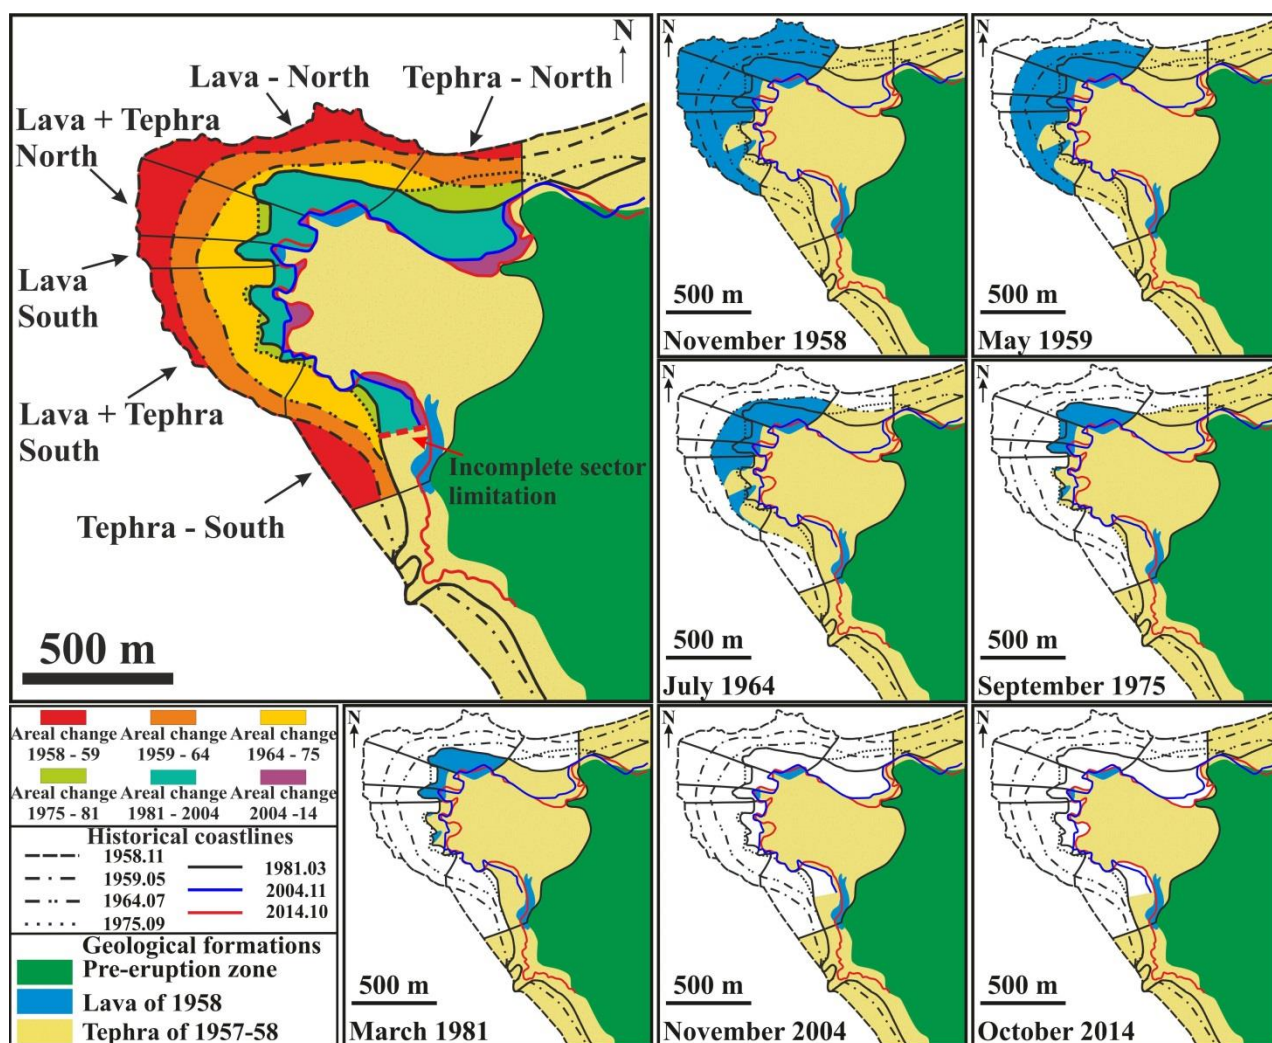 N
Lava - North
Tephra - North
Lava + Tephra
North
Lava
South
Lava + Tephra
South
Tephra - South
Incomplete sector
limitation
500 m
N
500 m
November 1958
N
500 m
May 1959
N
500 m
July 1964
N
500 m
September 1975
Areal change
1958 - 59
Areal change
1959 - 64
Areal change
1964 - 75
Areal change
1975 - 81
Areal change
1981 - 2004
Areal change
2004 -14
Historical coastlines
1958.11
1959.05
1964.07
1975.09
1981.03
2004.11
2014.10
Geological formations
Pre-eruption zone
Lava of 1958
Tephra of 1957-58
N
500 m
March 1981
N
500 m
November 2004
N
500 m
October 2014